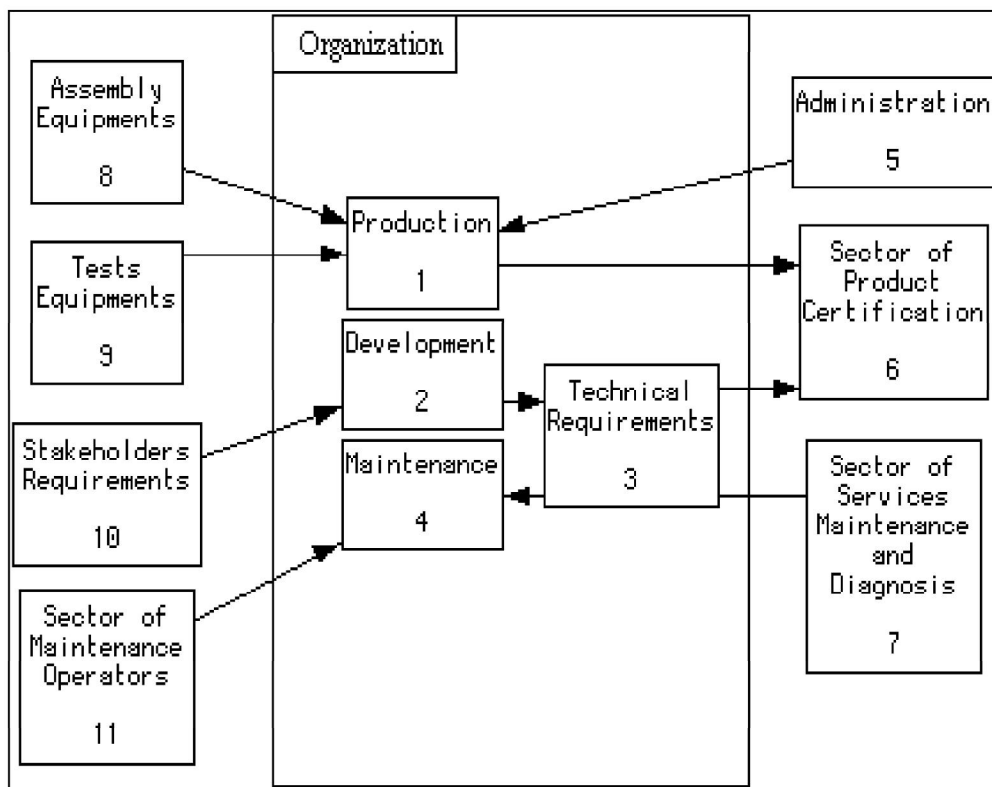 Organization
Assembly
Equipments
8
Administration
5
Production
1
Tests
Equipments
9
Sector of
Product
Certification
6
Development
2
Technical
Requirements
3
Stakeholders
Requirements
10
Maintenance
4
Sector of
Services
Maintenance
and
Diagnosis
7
Sector of
Maintenance
Operators
11